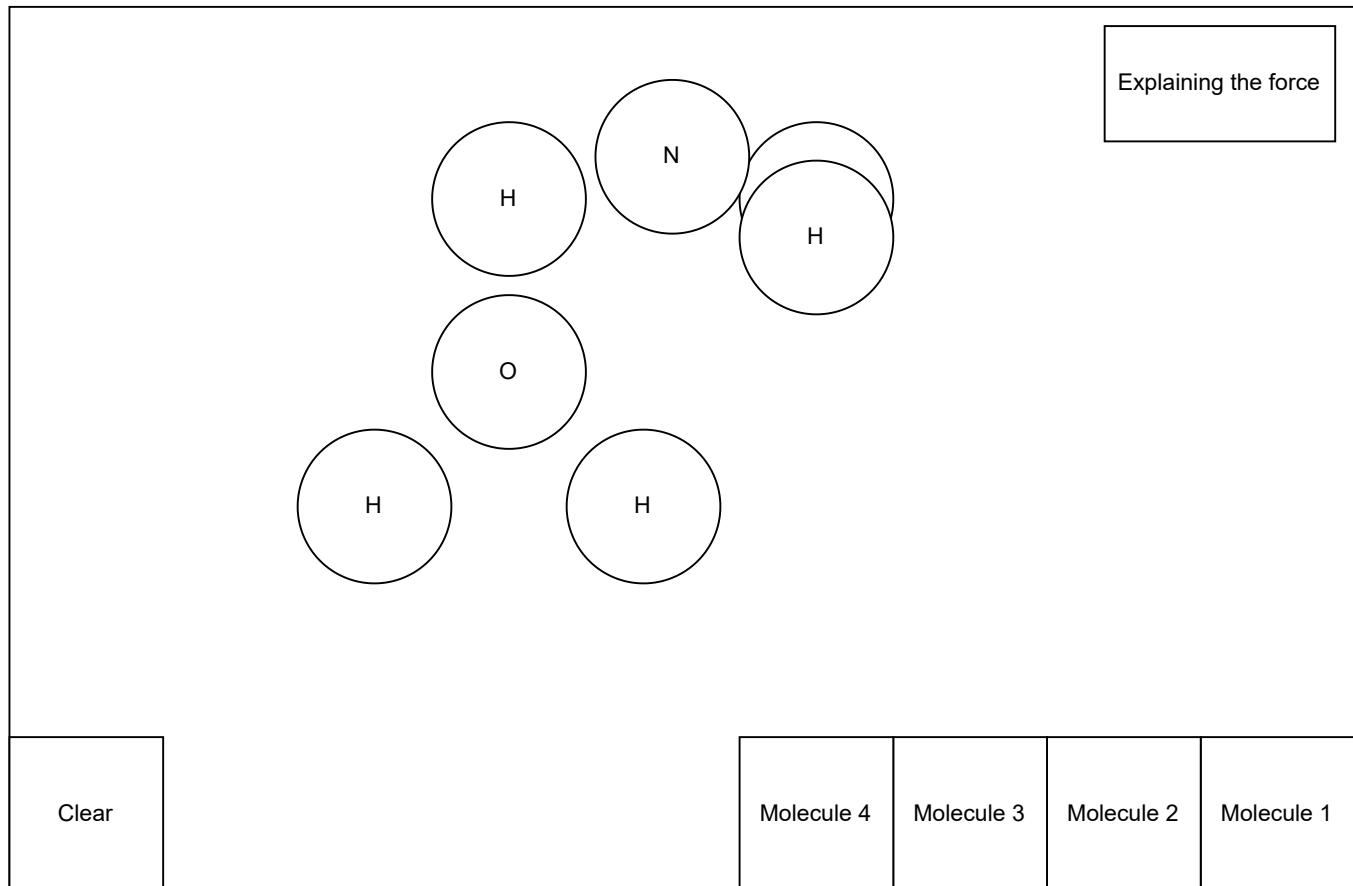 Explaining the force
N
H
H
O
H
H
Clear
Molecule 4
Molecule 3
Molecule 2
Molecule 1